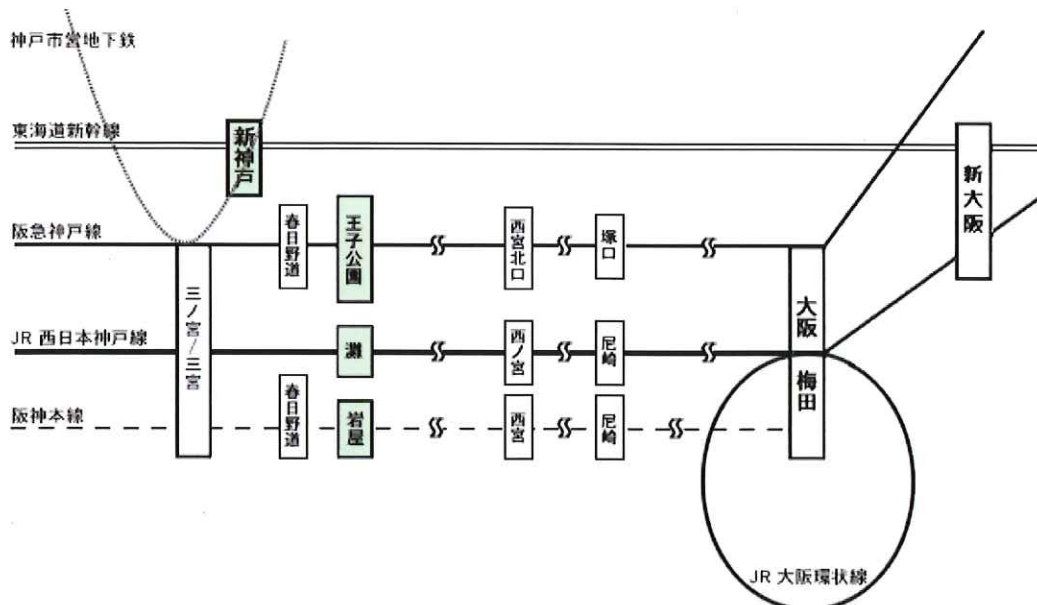 神戸市営地下鉄
東海道新幹線
新神戸
新大阪
阪急神戸線
春日野道
王子公園
西宮北口
塚口
三ノ宮/三宮
大阪
梅田
JR 西日本神戸線
灘
西ノ宮
尼崎
阪神本線
春日野道
岩屋
西宮
尼崎
JR 大阪環状線